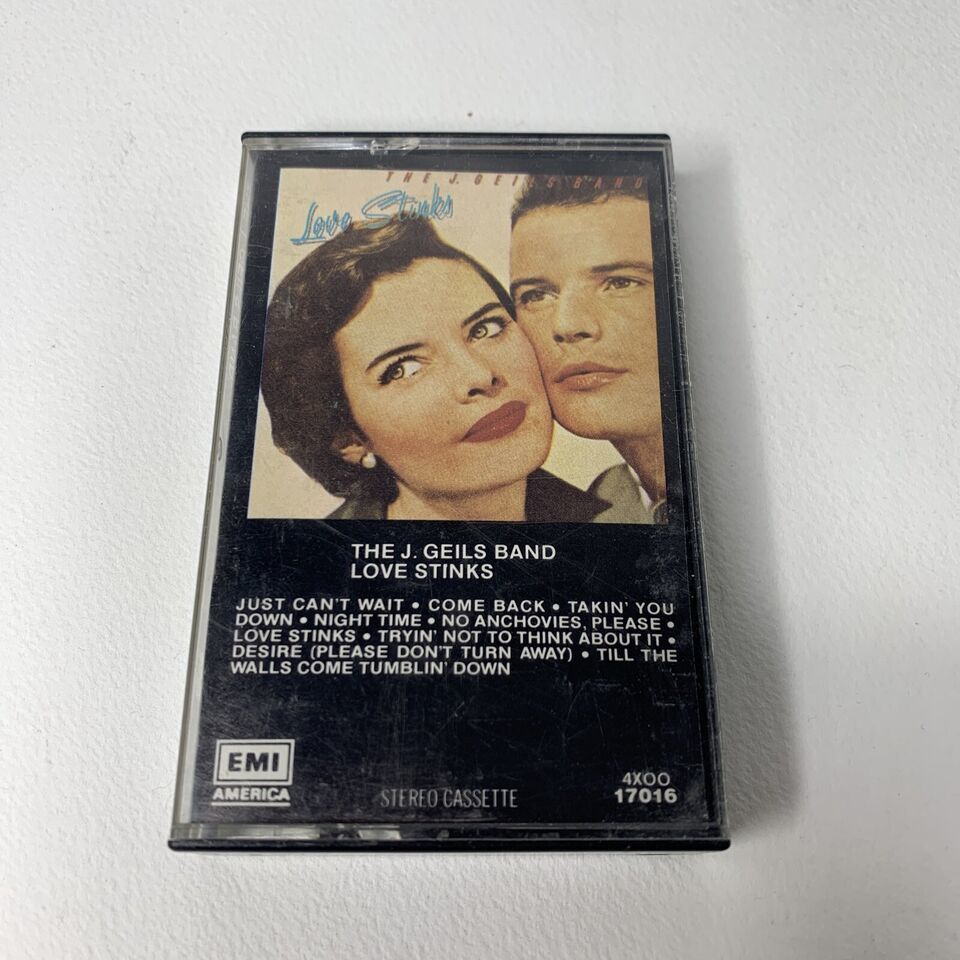 THE J. GEILS BAND
Love Stinks
THE J. GEILS BAND
LOVE STINKS
JUST CAN'T WAIT • COME BACK • TAKIN' YOU
DOWN • NIGHT TIME • NO ANCHOVIES, PLEASE •
LOVE STINKS • TRYIN' NOT TO THINK ABOUT IT •
DESIRE (PLEASE DON'T TURN AWAY) • TILL THE
WALLS COME TUMBLIN' DOWN
EMI
AMERICA
STEREO CASSETTE
4XOO
17016